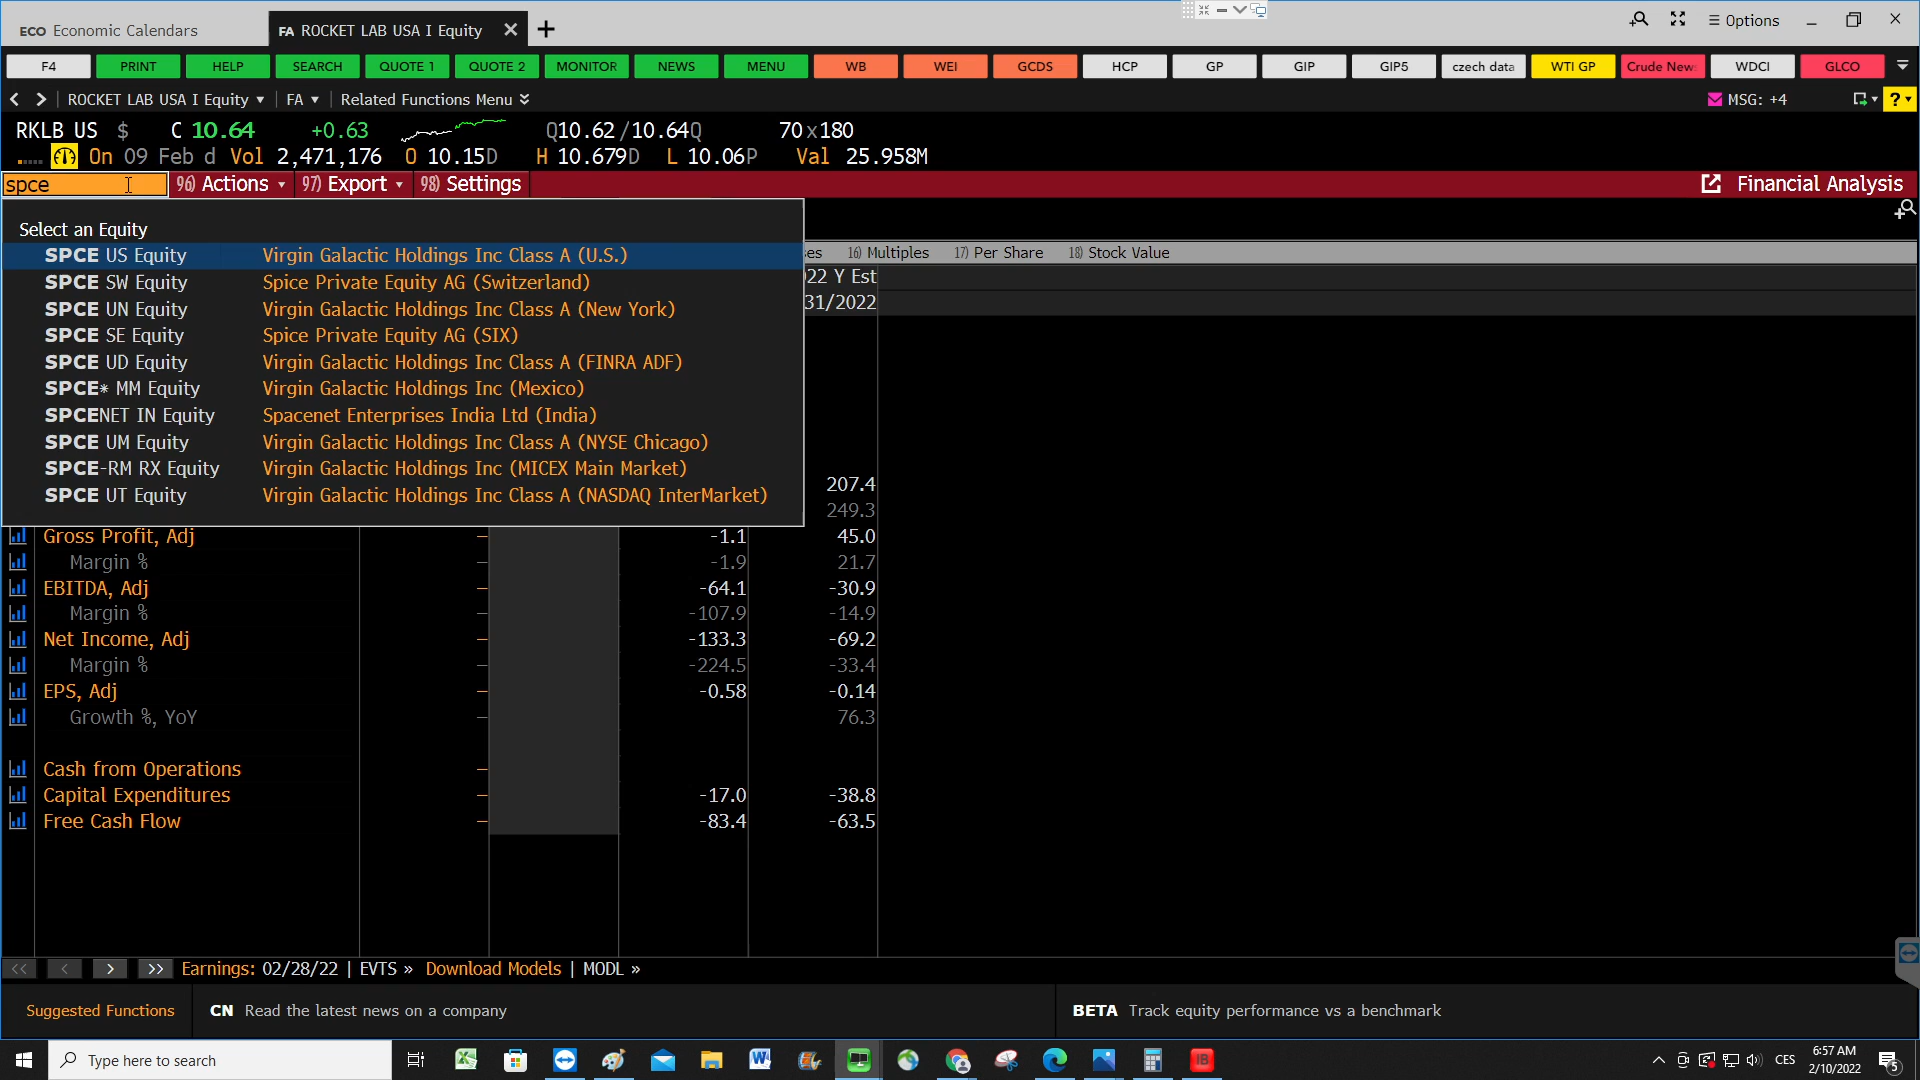 ECO Economic Calendars
FA ROCKET LAB USA I Equity
Options
F4 PRINT HELP SEARCH QUOTE 1 QUOTE 2 MONITOR NEWS MENU WB WEI GCDS HCP GP GIP GIP5 czech data WTI GP Crude New WDCI GLCO
ROCKET LAB USA I Equity FA Related Functions Menu MSG: +4 ?
RKLB US $ C 10.64 +0.63 Q10.62/10.64Q 70x180
On 09 Feb d Vol 2,471,176 O 10.15D H 10.679D L 10.06P Val 25.958M
spce 96) Actions 97) Export 98) Settings Financial Analysis
Select an Equity
SPCE US Equity Virgin Galactic Holdings Inc Class A (U.S.)
SPCE SW Equity Spice Private Equity AG (Switzerland)
SPCE UN Equity Virgin Galactic Holdings Inc Class A (New York)
SPCE SE Equity Spice Private Equity AG (SIX)
SPCE UD Equity Virgin Galactic Holdings Inc Class A (FINRA ADF)
SPCE* MM Equity Virgin Galactic Holdings Inc (Mexico)
SPCENET IN Equity Spacenet Enterprises India Ltd (India)
SPCE UM Equity Virgin Galactic Holdings Inc Class A (NYSE Chicago)
SPCE-RM RX Equity Virgin Galactic Holdings Inc (MICEX Main Market)
SPCE UT Equity Virgin Galactic Holdings Inc Class A (NASDAQ InterMarket)
es 16) Multiples 17) Per Share 18) Stock Value
22 Y Est
31/2022
207.4
249.3
Gross Profit, Adj — -1.1 45.0
Margin % -1.9 21.7
EBITDA, Adj — -64.1 -30.9
Margin % — -107.9 -14.9
Net Income, Adj — -133.3 -69.2
Margin % — -224.5 -33.4
EPS, Adj — -0.58 -0.14
Growth %, YoY — 76.3
Cash from Operations —
Capital Expenditures — -17.0 -38.8
Free Cash Flow — -83.4 -63.5
<< < > >> Earnings: 02/28/22 | EVTS » Download Models | MODL »
Suggested Functions CN Read the latest news on a company BETA Track equity performance vs a benchmark
Type here to search
CES
6:57 AM
2/10/2022
5
IB